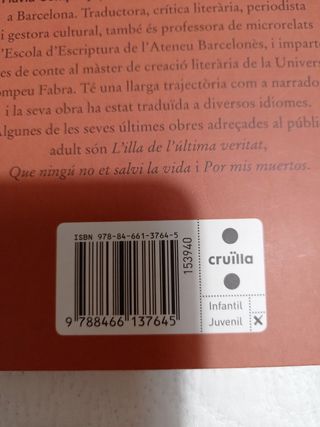 a Barcelona. Traductora, crítica literària, periodista
i gestora cultural, també és professora de microrelats
l'Escola d'Escriptura de l'Ateneu Barcelonès, i imparte
es de conte al màster de creació literària de la Univer
ompeu Fabra. Té una llarga trajectòria com a narrado
i la seva obra ha estat traduïda a diversos idiomes.
Algunes de les seves últimes obres adreçades al públi
adult són L'illa de l'última veritat,
Que ningú no et salvi la vida i Por mis muertos.
ISBN 978-84-661-3764-5
153940
9 788466 137645
cruïlla
Infantil
Juvenil X